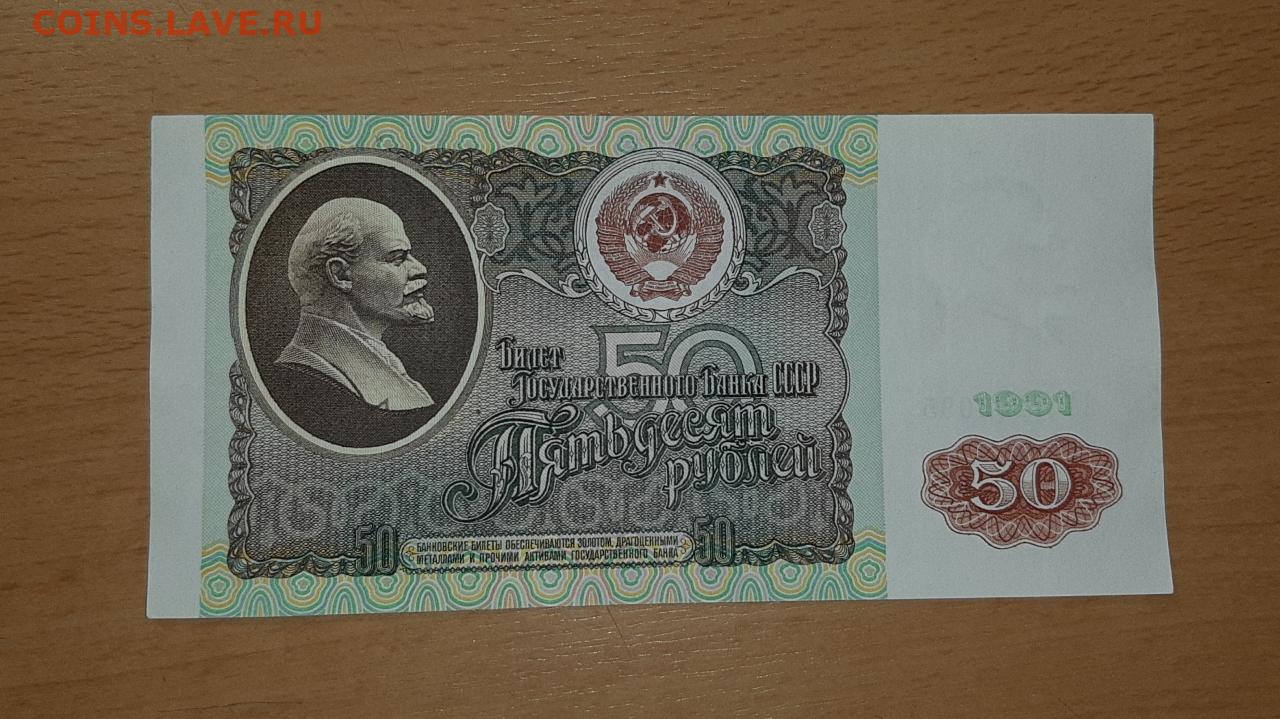 COINS.LAVE.RU
Билет
Государственного Банка СССР
50
Пятьдесят
рублей
1991
50
50
БАНКОВСКИЕ БИЛЕТЫ ОБЕСПЕЧИВАЮТСЯ ЗОЛОТОМ, ДРАГОЦЕННЫМИ
МЕТАЛЛАМИ И ПРОЧИМИ АКТИВАМИ ГОСУДАРСТВЕННОГО БАНКА
50